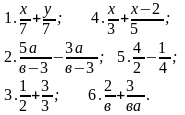 1. x/7 + y/7; 4. x/3 + (x – 2)/5;
2. 5a/(в – 3) – 3a/(в – 3); 5. 4/2 – 1/4;
3. 1/2 + 3/3; 6. 2/в + 3/вa.